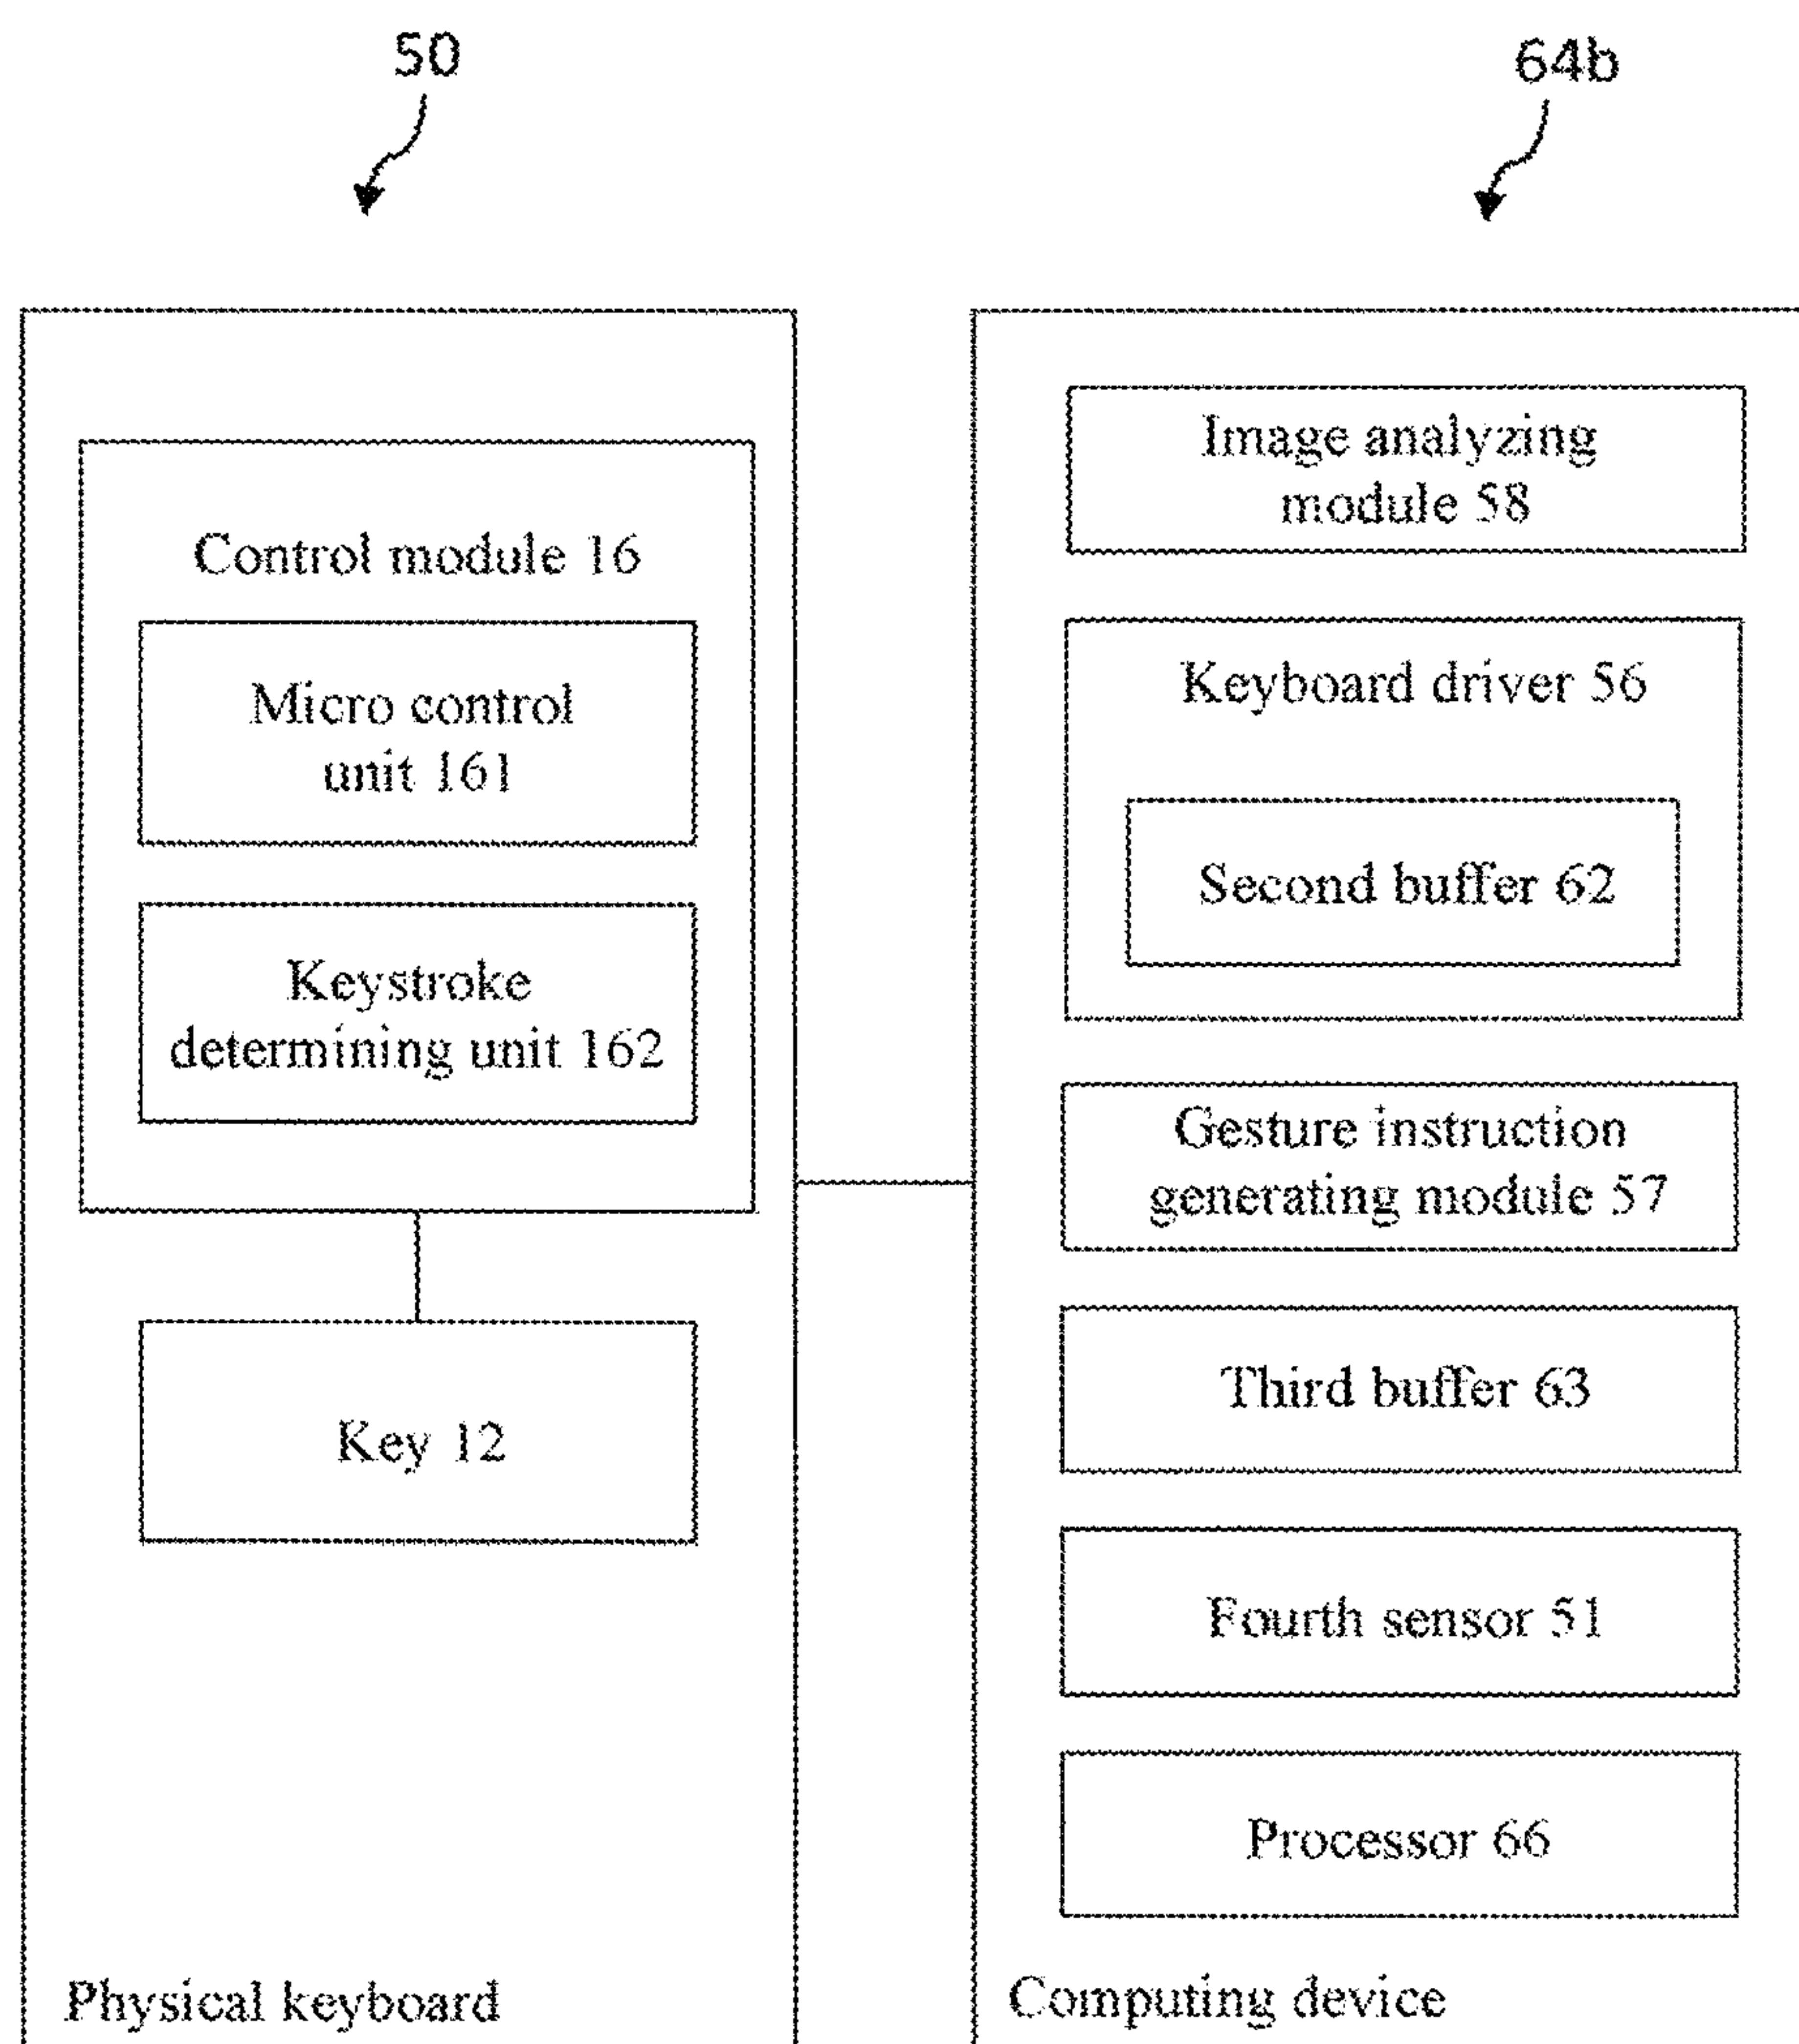 50
64b
Control module 16
Micro control
unit 161
Keystroke
determining unit 162
Key 12
Physical keyboard
Image analyzing
module 58
Keyboard driver 56
Second buffer 62
Gesture instruction
generating module 57
Third buffer 63
Fourth sensor 51
Processor 66
Computing device